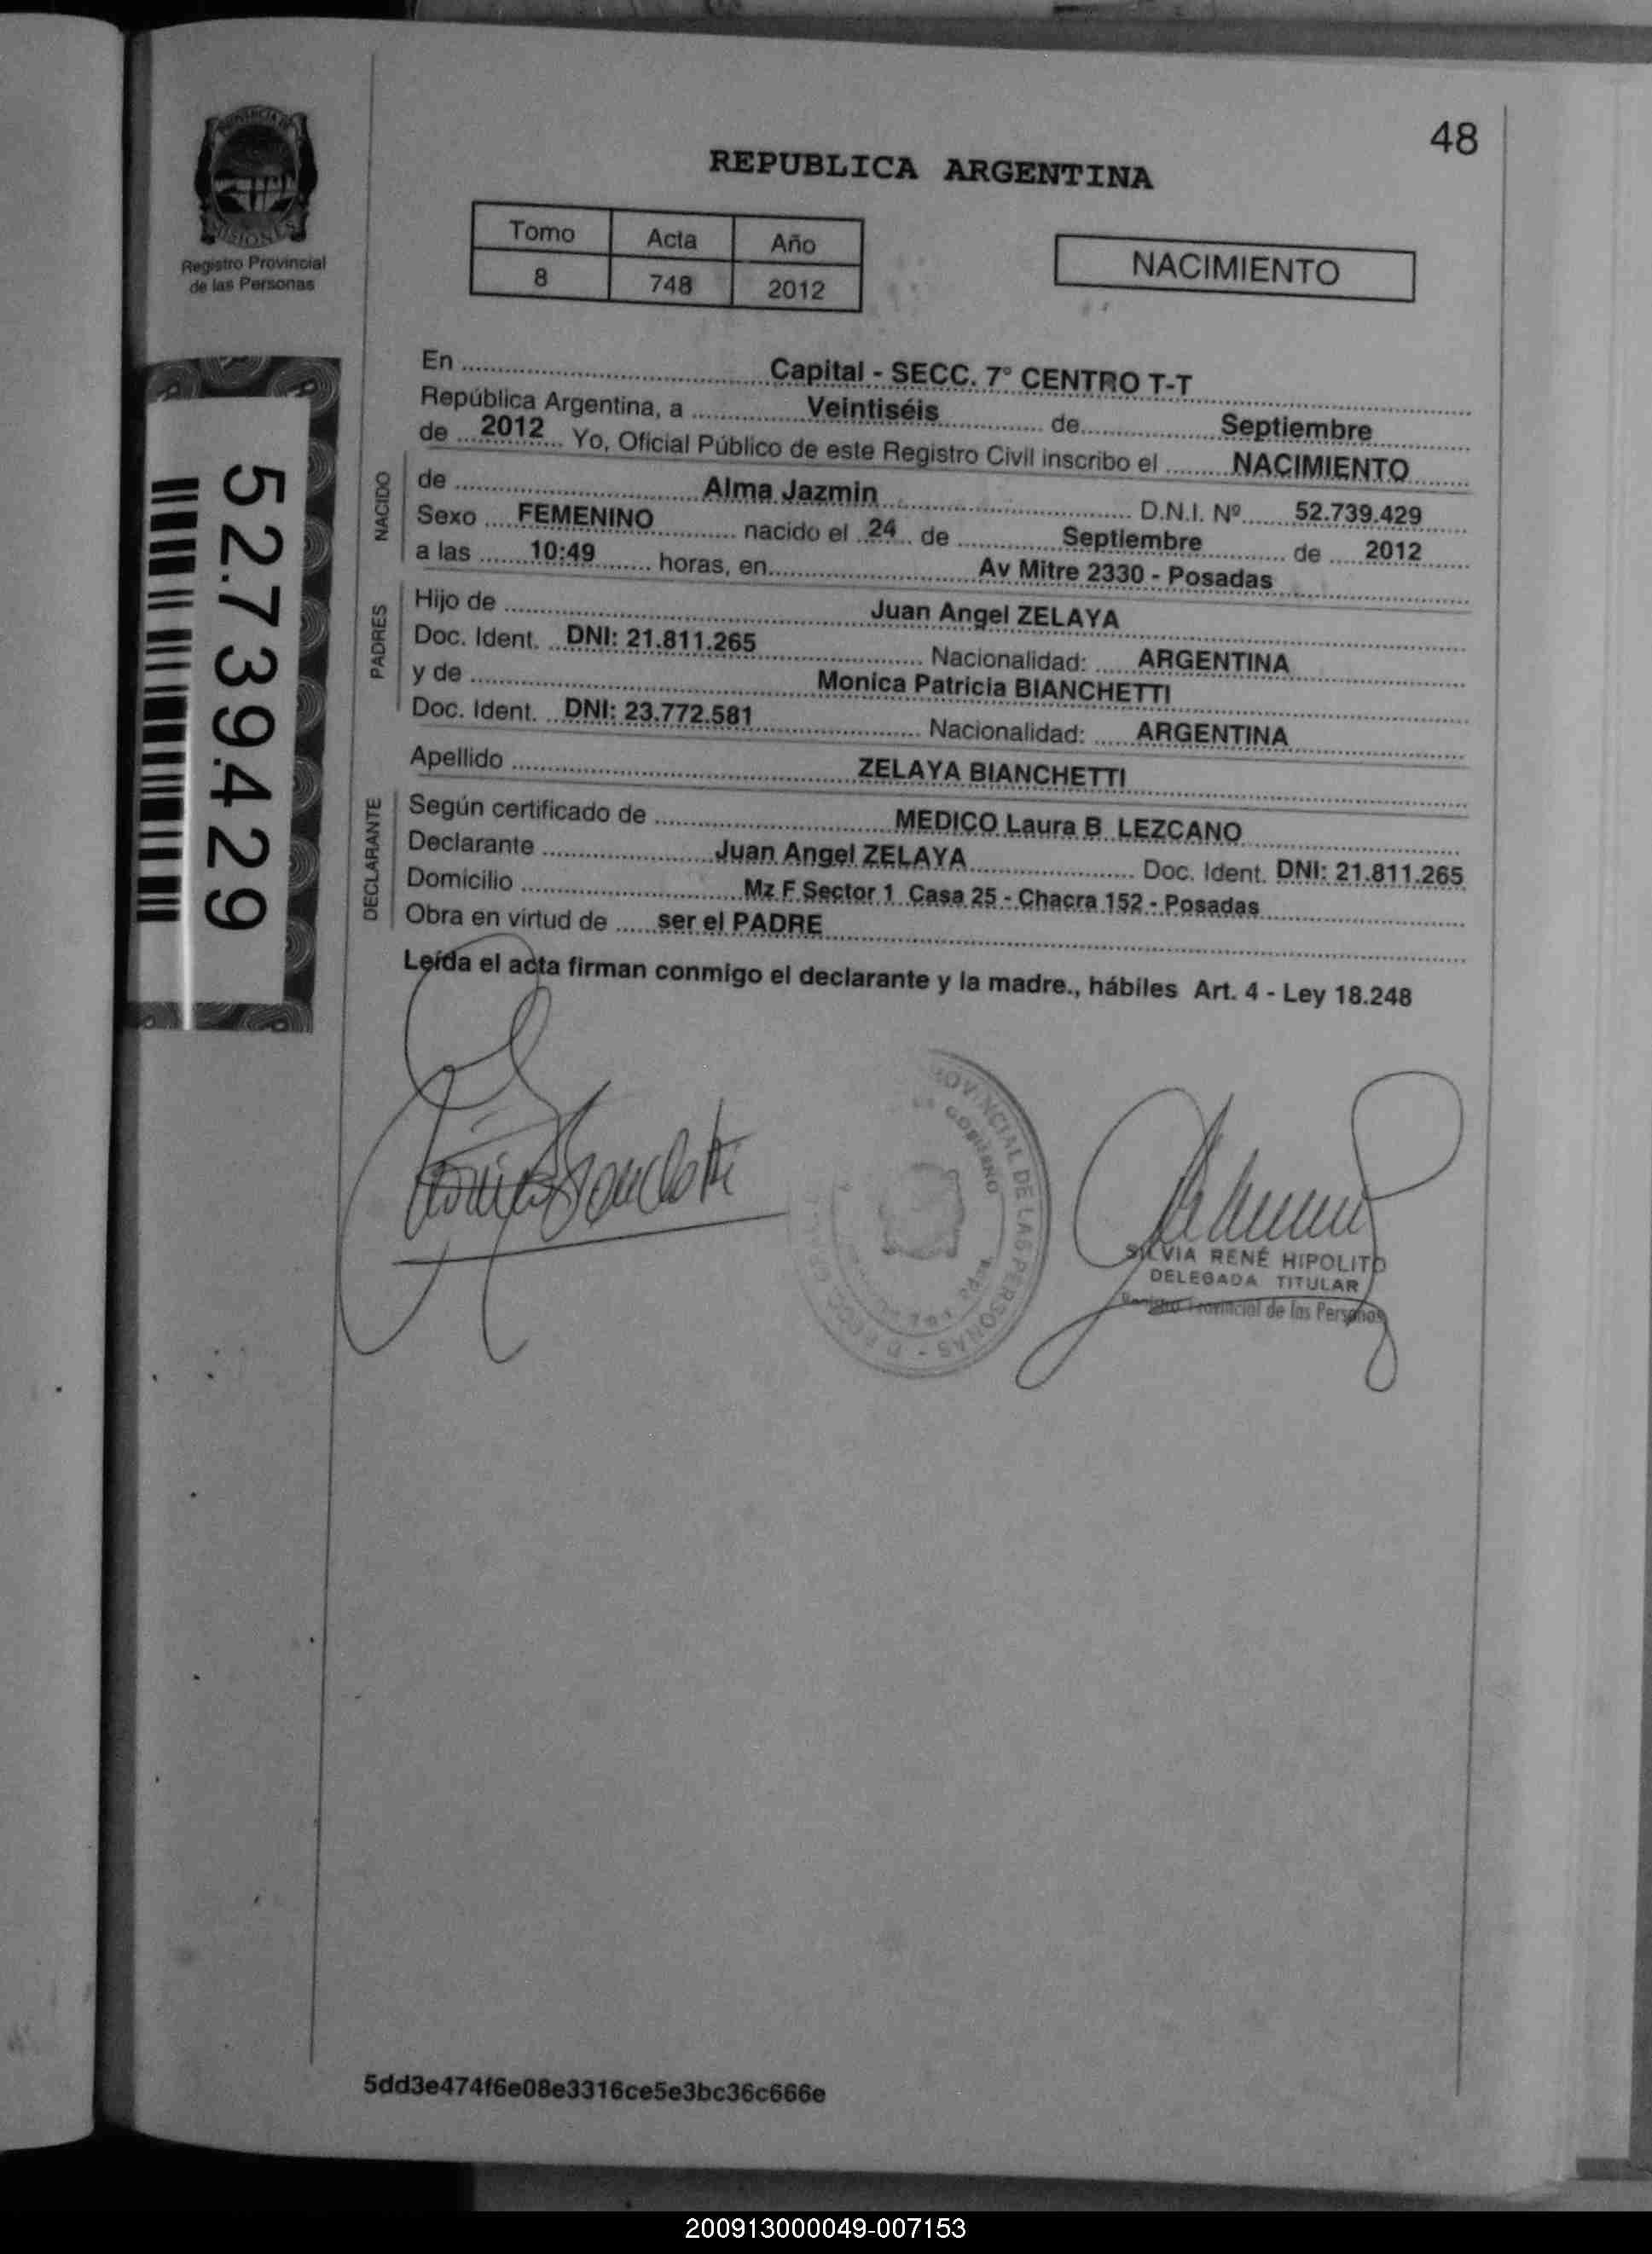 48
PROVINCIA DE
MISIONES
Registro Provincial
de las Personas
REPUBLICA ARGENTINA
Tomo Acta Año
8 748 2012
NACIMIENTO
52.739.429
En Capital - SECC. 7° CENTRO T-T
República Argentina, a Veintiséis de Septiembre
de 2012 Yo, Oficial Público de este Registro Civil inscribo el NACIMIENTO
NACIDO
de Alma Jazmin D.N.I. Nº 52.739.429
Sexo FEMENINO nacido el 24 de Septiembre de 2012
a las 10:49 horas, en Av Mitre 2330 - Posadas
PADRES
Hijo de Juan Angel ZELAYA
Doc. Ident. DNI: 21.811.265 Nacionalidad: ARGENTINA
y de Monica Patricia BIANCHETTI
Doc. Ident. DNI: 23.772.581 Nacionalidad: ARGENTINA
Apellido ZELAYA BIANCHETTI
DECLARANTE
Según certificado de MEDICO Laura B LEZCANO
Declarante Juan Angel ZELAYA Doc. Ident. DNI: 21.811.265
Domicilio Mz F Sector 1 Casa 25 - Chacra 152 - Posadas
Obra en virtud de ser el PADRE
Leída el acta firman conmigo el declarante y la madre., hábiles Art. 4 - Ley 18.248
DE LAS PERSONAS
GOBIERNO
SILVIA RENÉ HIPOLITO
DELEGADA TITULAR
Registro Provincial de las Personas
5dd3e474f6e08e3316ce5e3bc36c666e
200913000049-007153